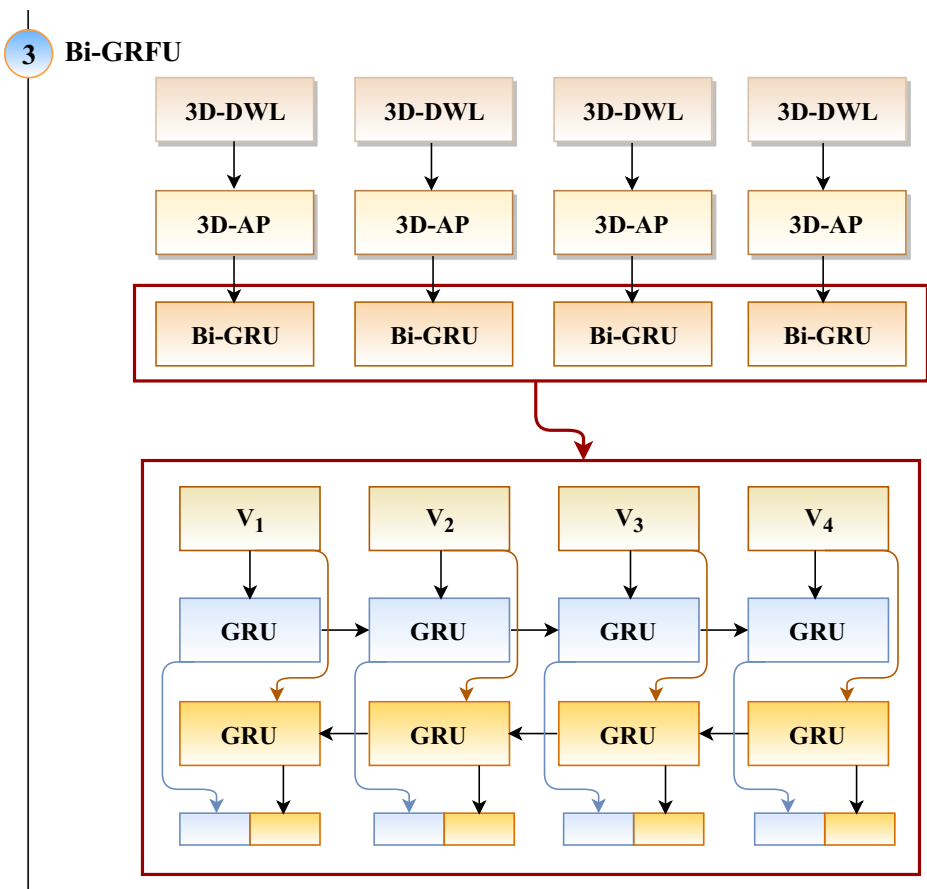 3 Bi-GRFU
3D-DWL 3D-DWL 3D-DWL 3D-DWL
3D-AP 3D-AP 3D-AP 3D-AP
Bi-GRU Bi-GRU Bi-GRU Bi-GRU
V1 V2 V3 V4
GRU GRU GRU GRU
GRU GRU GRU GRU